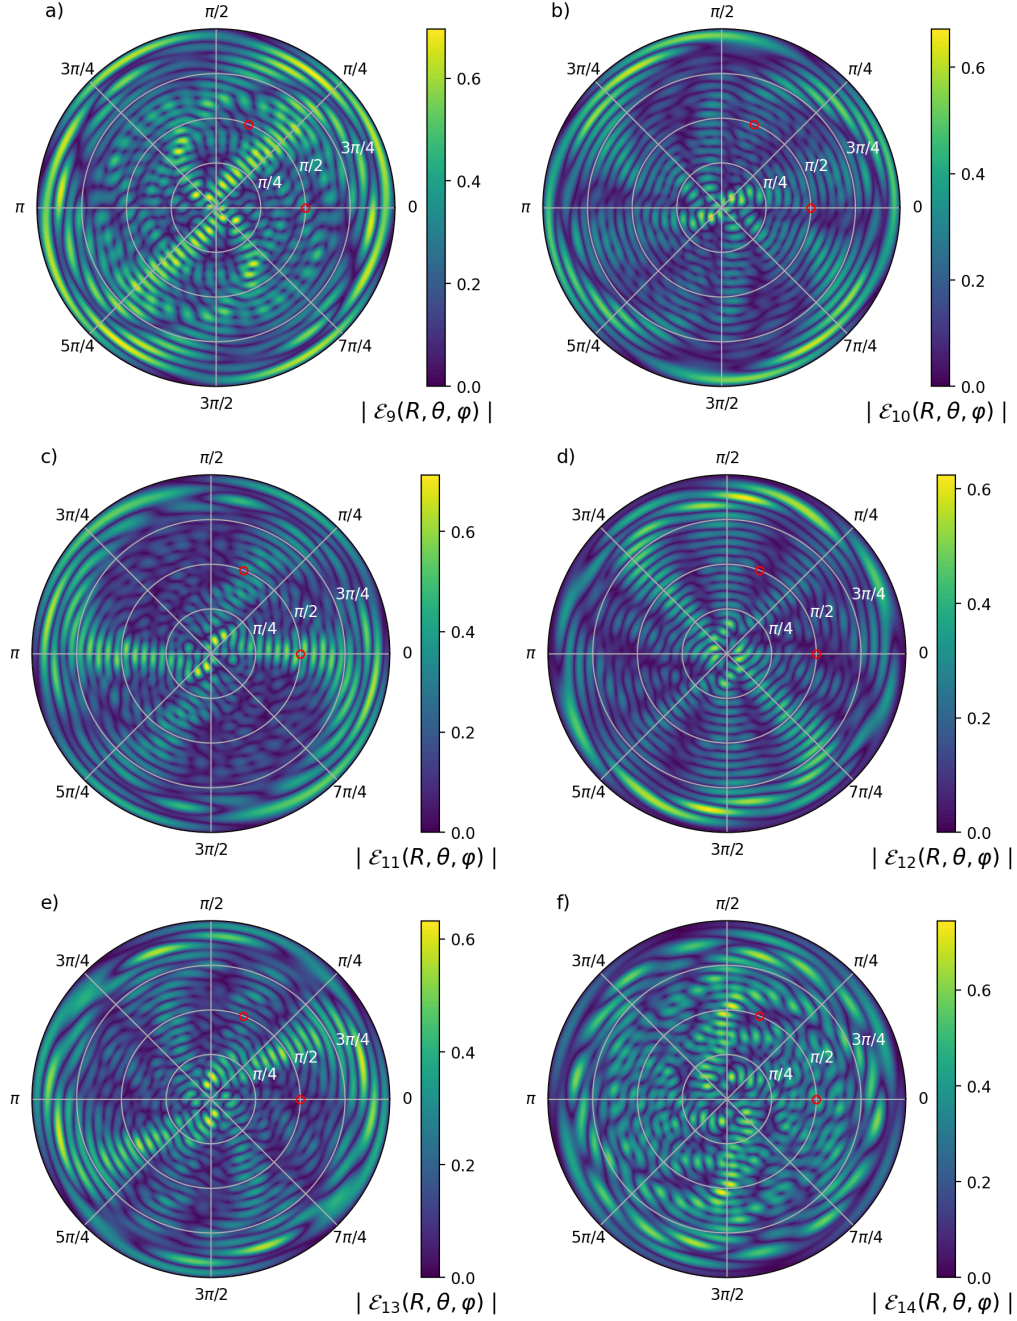 a)
π/2
3π/4
π/4
3π/4
π/2
π/4
π
0
5π/4
7π/4
3π/2
0.6
0.4
0.2
0.0
| ℰ₉(R, θ, φ) |
b)
π/2
3π/4
π/4
3π/4
π/2
π/4
π
0
5π/4
7π/4
3π/2
0.6
0.4
0.2
0.0
| ℰ₁₀(R, θ, φ) |
c)
π/2
3π/4
π/4
3π/4
π/2
π/4
π
0
5π/4
7π/4
3π/2
0.6
0.4
0.2
0.0
| ℰ₁₁(R, θ, φ) |
d)
π/2
3π/4
π/4
3π/4
π/2
π/4
π
0
5π/4
7π/4
3π/2
0.6
0.4
0.2
0.0
| ℰ₁₂(R, θ, φ) |
e)
π/2
3π/4
π/4
3π/4
π/2
π/4
π
0
5π/4
7π/4
3π/2
0.6
0.4
0.2
0.0
| ℰ₁₃(R, θ, φ) |
f)
π/2
3π/4
π/4
3π/4
π/2
π/4
π
0
5π/4
7π/4
3π/2
0.6
0.4
0.2
0.0
| ℰ₁₄(R, θ, φ) |